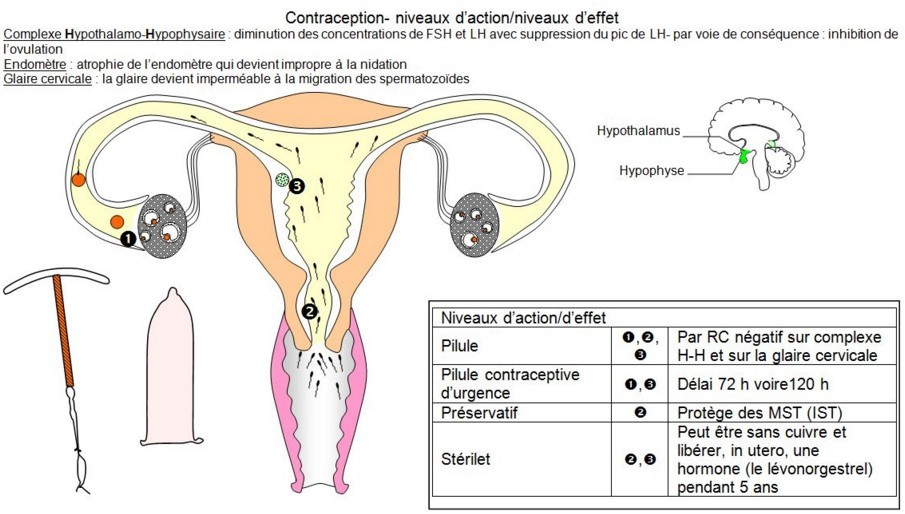 Contraception- niveaux d'action/niveaux d'effet
Complexe Hypothalamo-Hypophysaire : diminution des concentrations de FSH et LH avec suppression du pic de LH- par voie de conséquence : inhibition de
l'ovulation
Endomètre : atrophie de l'endomètre qui devient impropre à la nidation
Glaire cervicale : la glaire devient imperméable à la migration des spermatozoïdes
Hypothalamus
Hypophyse
❸
❶
❷
Niveaux d'action/d'effet
Pilule ❶,❷,❸ Par RC négatif sur complexe
H-H et sur la glaire cervicale
Pilule contraceptive
d'urgence ❶,❸ Délai 72 h voire120 h
Préservatif ❷ Protège des MST (IST)
Stérilet ❷,❸ Peut être sans cuivre et
libérer, in utero, une
hormone (le lévonorgestrel)
pendant 5 ans